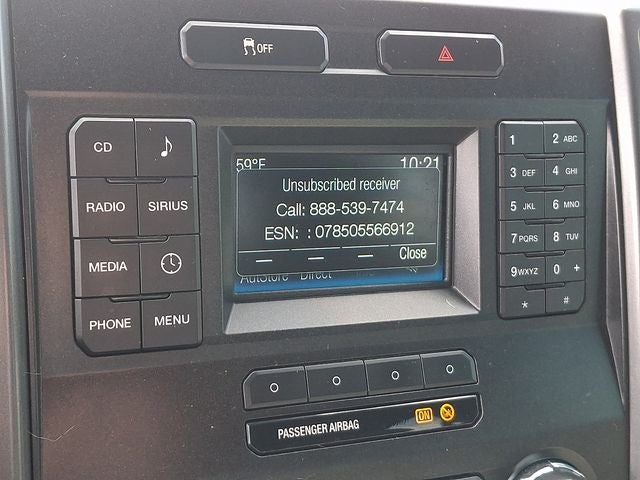 OFF
CD
RADIO SIRIUS
MEDIA
PHONE MENU
59°F 10:21
Unsubscribed receiver
Call: 888-539-7474
ESN: : 078505566912
Close
AutoStore Direct
1 2 ABC
3 DEF 4 GHI
5 JKL 6 MNO
7 PQRS 8 TUV
9 WXYZ 0 +
* #
PASSENGER AIRBAG ON